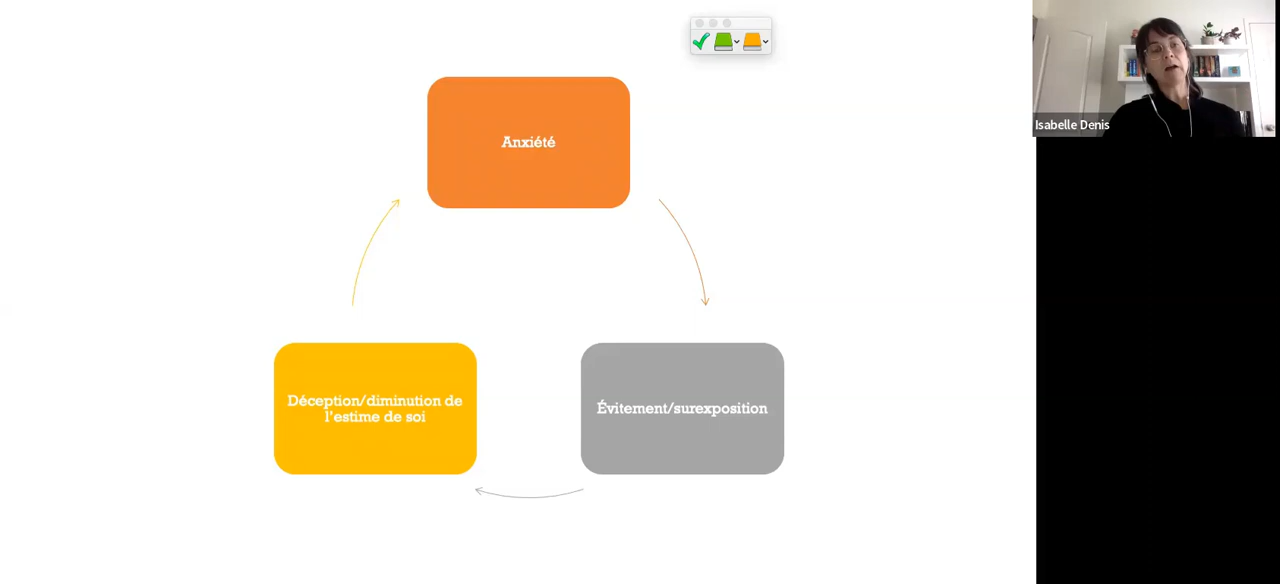 Anxiété
Isabelle Denis
Déception/diminution de
l'estime de soi
Évitement/surexposition